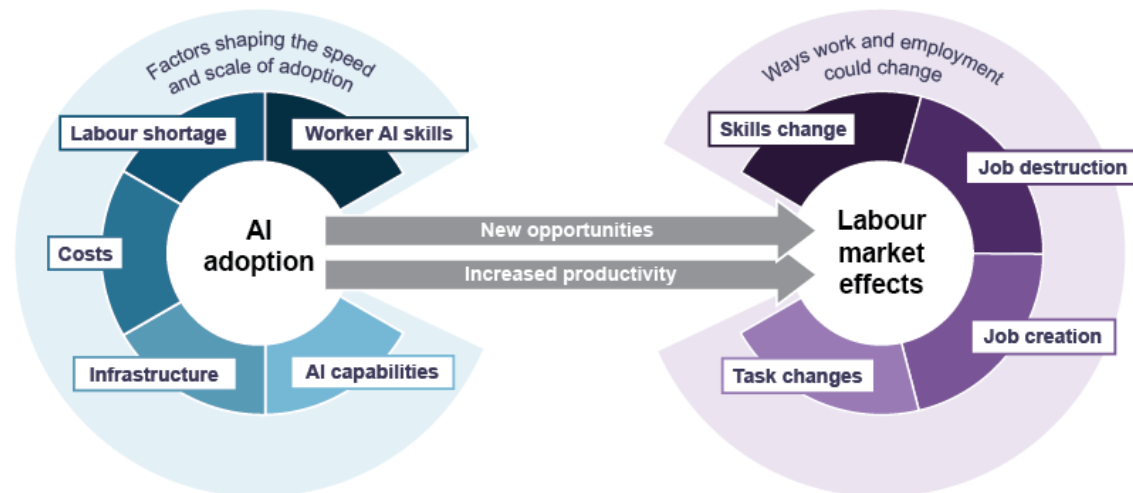 Factors shaping the speed
and scale of adoption
Labour shortage
Worker AI skills
Costs
AI
adoption
Infrastructure
AI capabilities
New opportunities
Increased productivity
Ways work and employment
could change
Skills change
Job destruction
Labour
market
effects
Job creation
Task changes